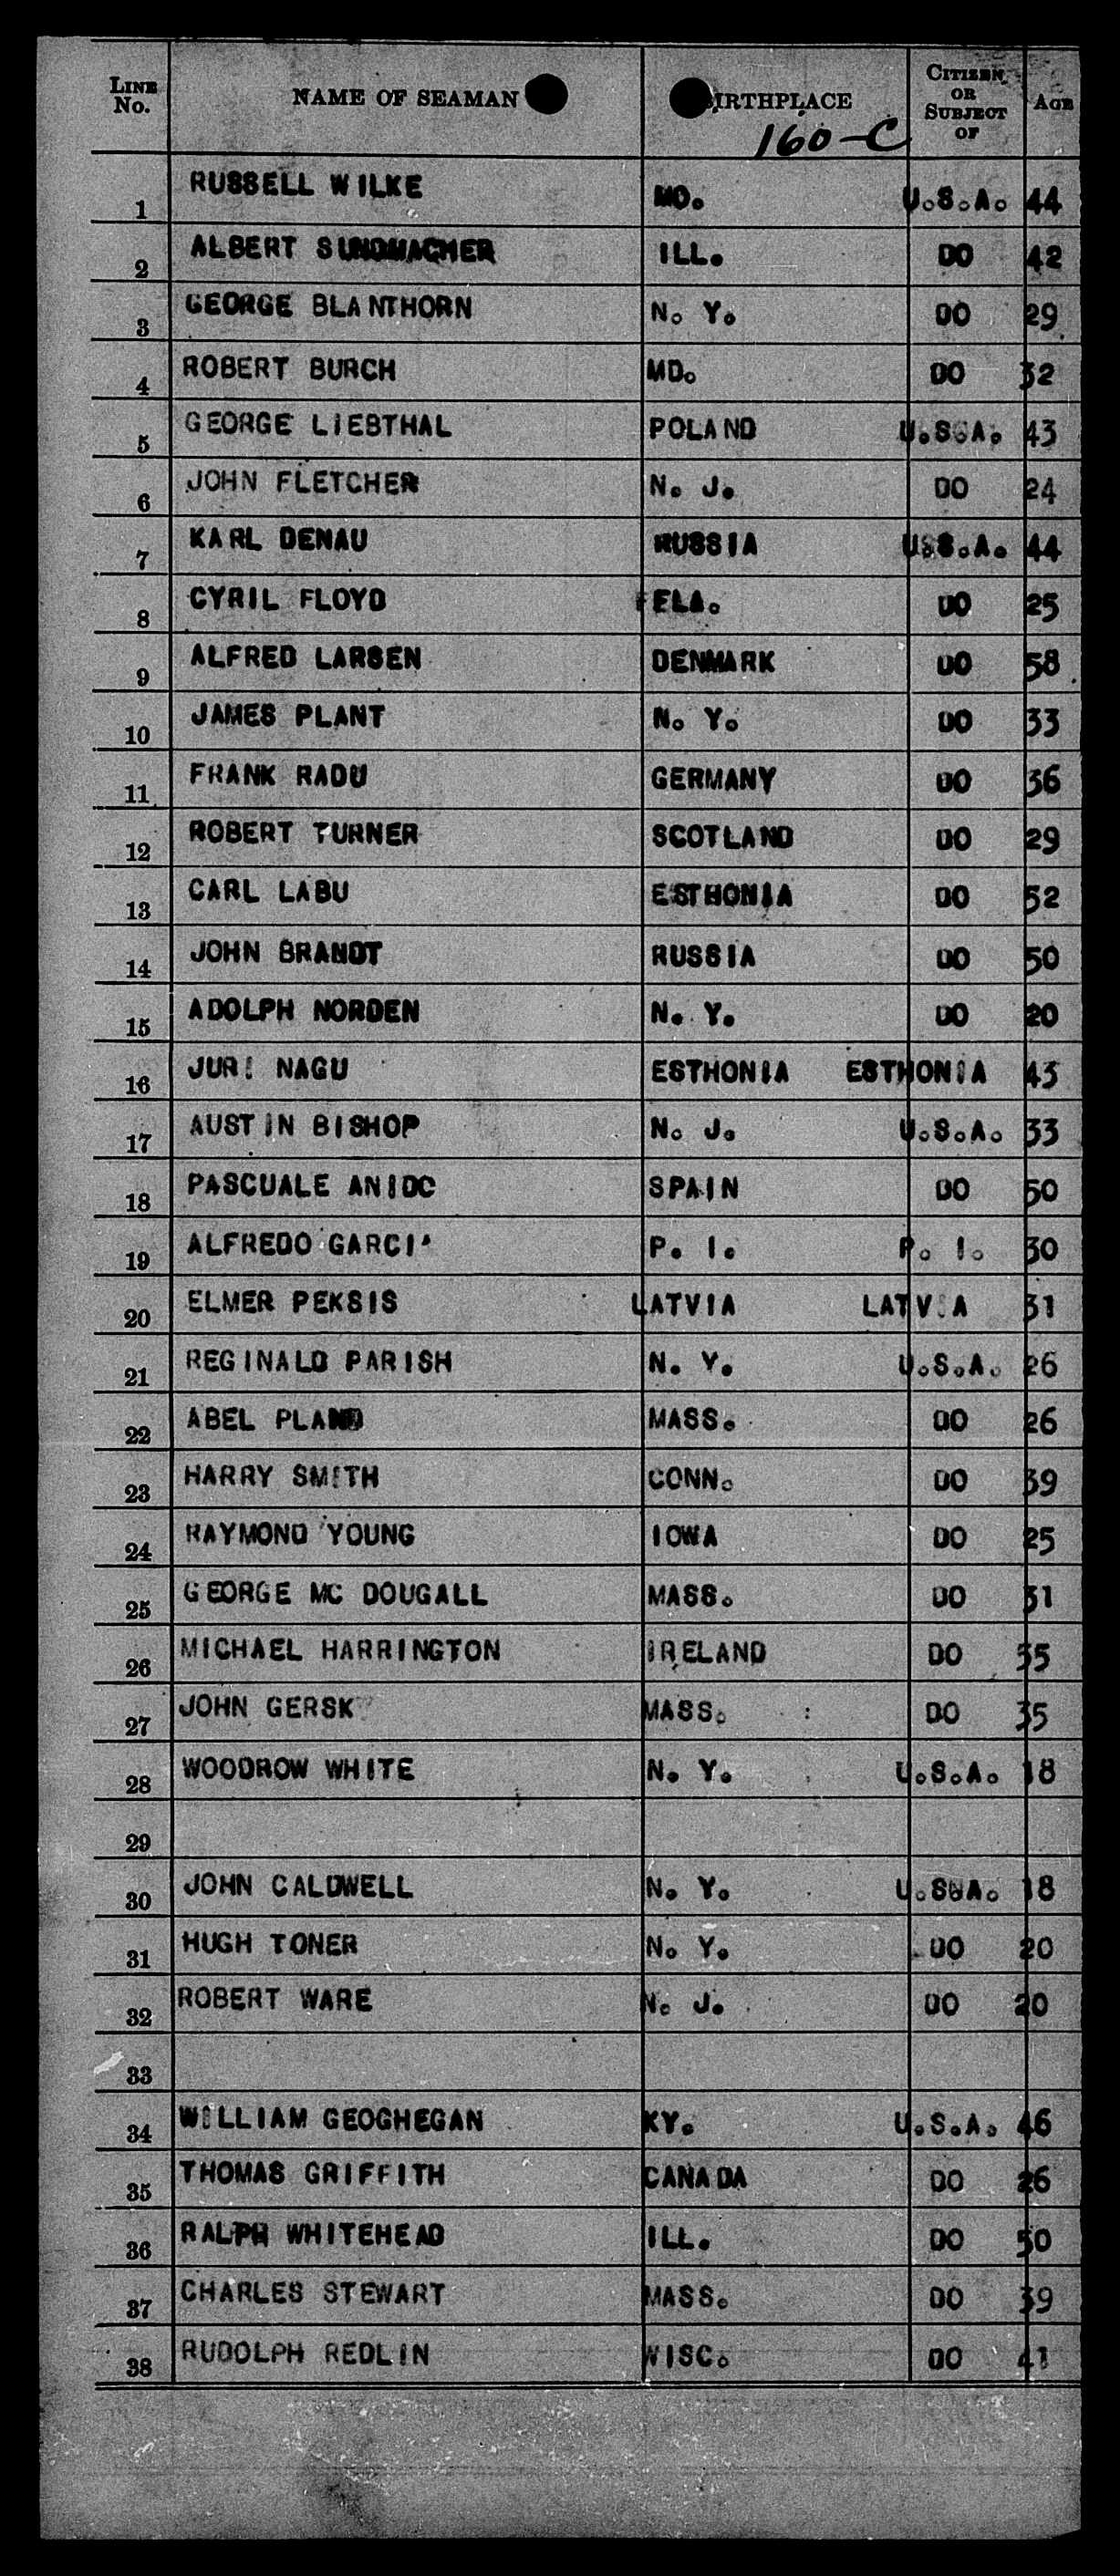 LINE No. NAME OF SEAMAN BIRTHPLACE CITIZEN OR SUBJECT OF AGE
160-C
1 RUSSELL WILKE MO. U.S.A. 44
2 ALBERT ILL. DO 42
3 GEORGE BLANTHORN N. Y. DO 29
4 ROBERT BURCH MD. DO 32
5 GEORGE LIEBTHAL POLAND U.S.A. 43
6 JOHN FLETCHER N. J. DO 24
7 KARL DENAU RUSSIA U.S.A. 44
8 CYRIL FLOYD DO 25
9 ALFRED LARSEN DENMARK DO 58
10 JAMES PLANT N. Y. DO 33
11 FRANK RADU GERMANY DO 36
12 ROBERT TURNER SCOTLAND DO 29
13 CARL LABU ESTHONIA DO 52
14 JOHN BRANDT RUSSIA DO 50
15 ADOLPH NORDEN N. Y. DO 20
16 JURI NAGU ESTHONIA ESTHONIA 43
17 AUSTIN BISHOP N. J. U.S.A. 33
18 PASCUALE ANIDO SPAIN DO 50
19 ALFREDO GARCIA P. I. P. I. 30
20 ELMER PEKSIS LATVIA LATVIA 31
21 REGINALD PARISH N. Y. U.S.A. 26
22 ABEL MASS. DO 26
23 HARRY SMITH CONN. DO 39
24 RAYMOND YOUNG IOWA DO 25
25 GEORGE MC DOUGALL MASS. DO 31
26 MICHAEL HARRINGTON IRELAND DO 35
27 JOHN MASS. DO 35
28 WOODROW WHITE N. Y. U.S.A. 18
29
30 JOHN CALDWELL N. Y. U.S.A. 18
31 HUGH TONER N. Y. DO 20
32 ROBERT WARE N. J. DO 20
33
34 WILLIAM GEOGHEGAN KY. U.S.A. 46
35 THOMAS GRIFFITH CANADA DO 26
36 RALPH WHITEHEAD ILL. DO 50
37 CHARLES STEWART MASS. DO 39
38 RUDOLPH REDLIN WISC. DO 41